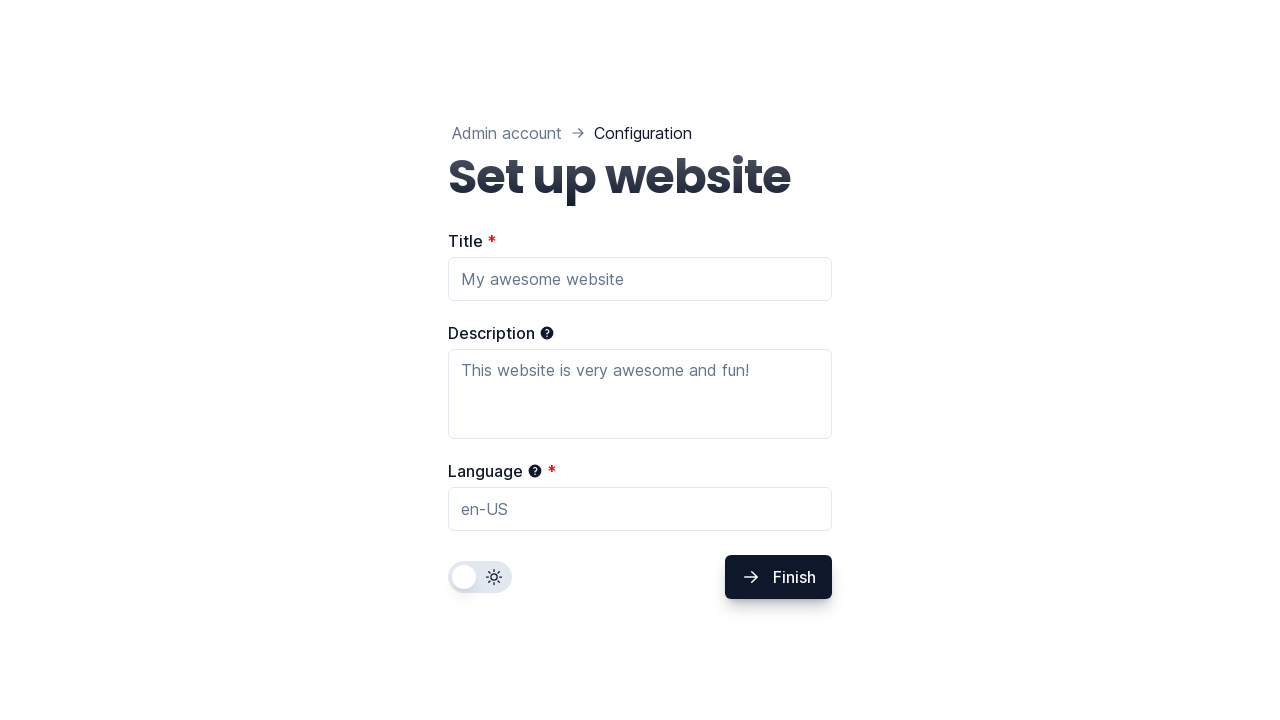 Admin account → Configuration
Set up website
Title *
My awesome website
Description ?
This website is very awesome and fun!
Language ? *
en-US
→ Finish